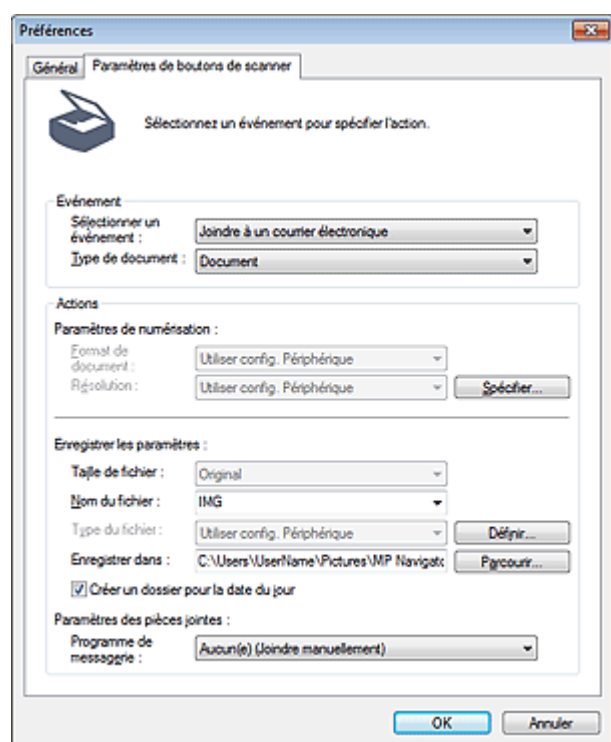 Préférences
Général Paramètres de boutons de scanner
Sélectionnez un événement pour spécifier l'action.
Evénement
Sélectionner un événement : Joindre à un courrier électronique
Type de document : Document
Actions
Paramètres de numérisation :
Format de document : Utiliser config. Périphérique
Résolution : Utiliser config. Périphérique Spécifier...
Enregistrer les paramètres :
Taille de fichier : Original
Nom du fichier : IMG
Type du fichier : Utiliser config. Périphérique Définir...
Enregistrer dans : C:\Users\UserName\Pictures\MP Navigato Parcourir...
Créer un dossier pour la date du jour
Paramètres des pièces jointes :
Programme de messagerie : Aucun(e) (Joindre manuellement)
OK Annuler